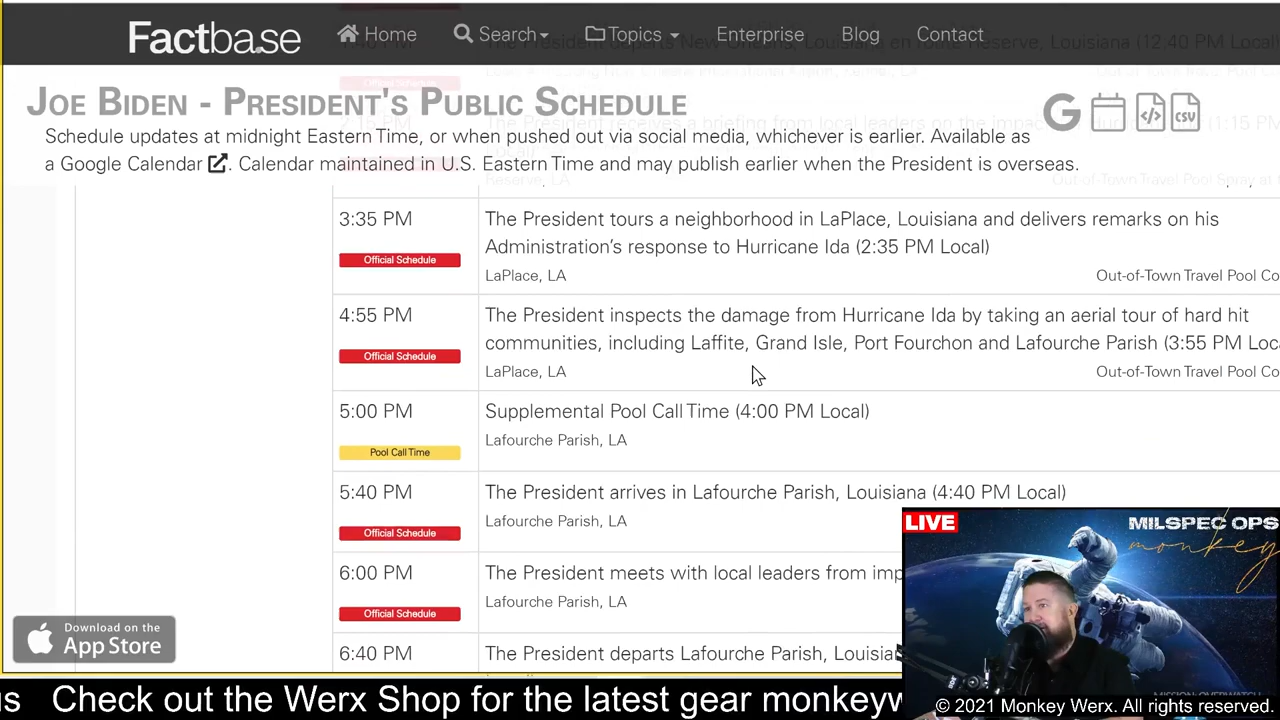 Factba.se
Home
Search
Topics
Enterprise
Blog
Contact
JOE BIDEN - PRESIDENT'S PUBLIC SCHEDULE
Schedule updates at midnight Eastern Time, or when pushed out via social media, whichever is earlier. Available as
a Google Calendar. Calendar maintained in U.S. Eastern Time and may publish earlier when the President is overseas.
CSV
3:35 PM
Official Schedule
The President tours a neighborhood in LaPlace, Louisiana and delivers remarks on his
Administration's response to Hurricane Ida (2:35 PM Local)
LaPlace, LA
Out-of-Town Travel Pool Co
4:55 PM
Official Schedule
The President inspects the damage from Hurricane Ida by taking an aerial tour of hard hit
communities, including Laffite, Grand Isle, Port Fourchon and Lafourche Parish (3:55 PM Loc
LaPlace, LA
Out-of-Town Travel Pool Co
5:00 PM
Pool Call Time
Supplemental Pool Call Time (4:00 PM Local)
Lafourche Parish, LA
5:40 PM
Official Schedule
The President arrives in Lafourche Parish, Louisiana (4:40 PM Local)
Lafourche Parish, LA
6:00 PM
Official Schedule
The President meets with local leaders from imp
Lafourche Parish, LA
6:40 PM
The President departs Lafourche Parish, Louisia
Download on the
App Store
LIVE
MILSPEC OPS
monkey
us Check out the Werx Shop for the latest gear monkeyw
© 2021 Monkey Werx. All rights reserved.